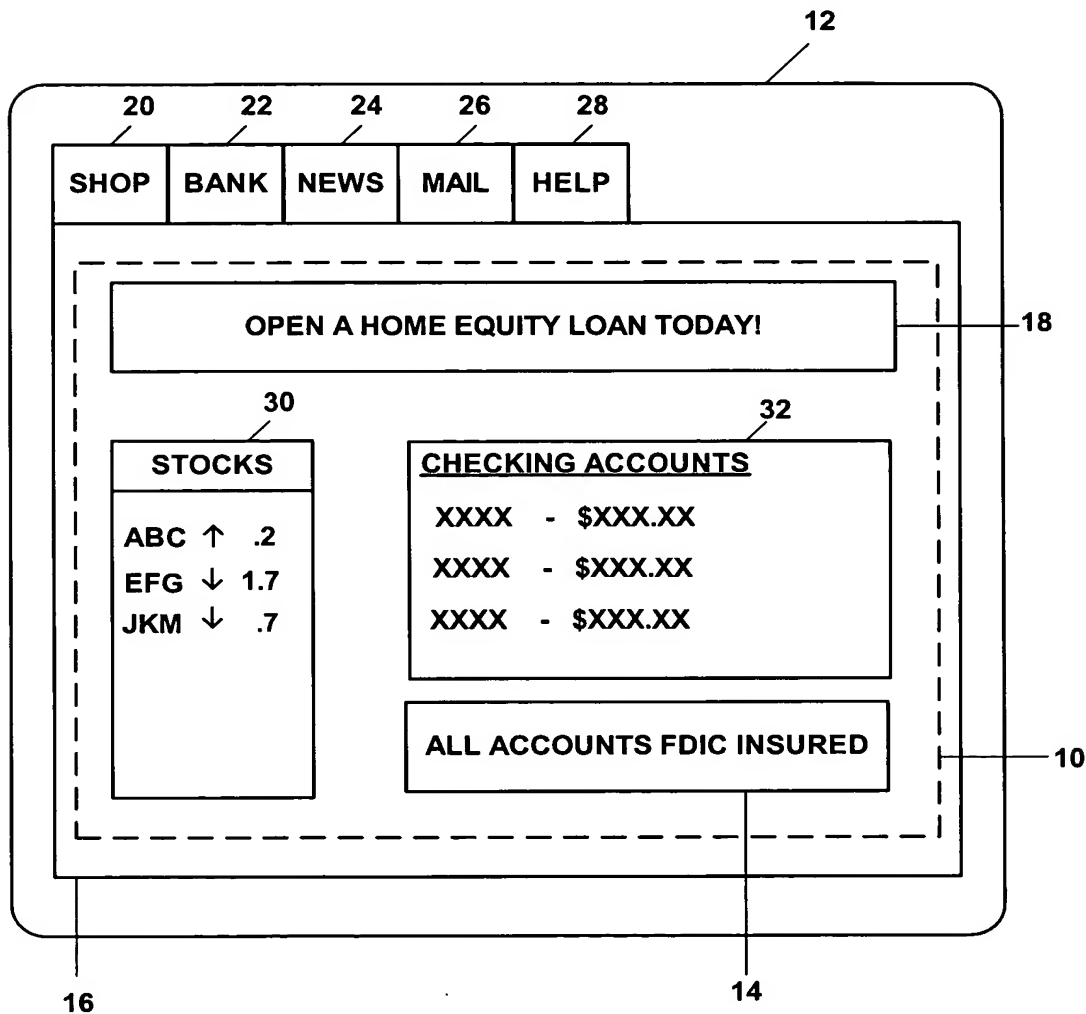 12
20 22 24 26 28
SHOP BANK NEWS MAIL HELP
OPEN A HOME EQUITY LOAN TODAY!
18
30
STOCKS
ABC ↑ .2
EFG ↓ 1.7
JKM ↓ .7
32
CHECKING ACCOUNTS
XXXX - $XXX.XX
XXXX - $XXX.XX
XXXX - $XXX.XX
ALL ACCOUNTS FDIC INSURED
10
16
14